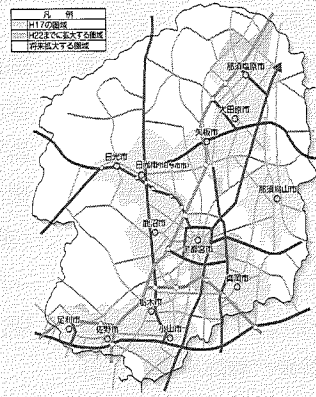 凡 例
H17の圏域
H22までに拡大する圏域
将来拡大する圏域
那須塩原市
大田原市
矢板市
日光市
日光市(旧今市市)
那須烏山市
鹿沼市
宇都宮市
真岡市
栃木市
足利市
佐野市
小山市